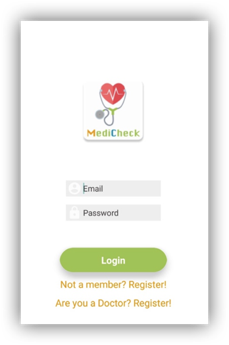 MediCheck
Email
Password
Login
Not a member? Register!
Are you a Doctor? Register!